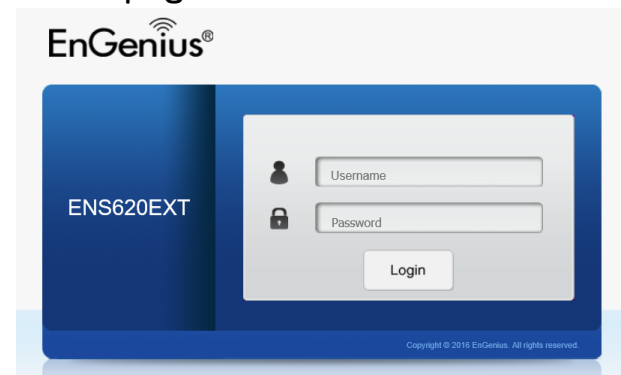 EnGenius®
ENS620EXT
Username
Password
Login
Copyright © 2016 EnGenius. All rights reserved.